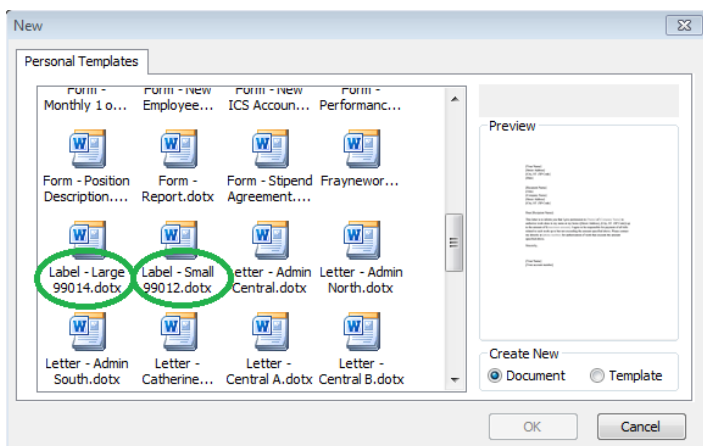 New
Personal Templates
Form - Form - New Form - New Form -
Monthly 1 o... Employee... ICS Accoun... Performanc...
Form - Position Form - Form - Stipend Fraynewor...
Description.... Report.dotx Agreement....
Label - Large Label - Small Letter - Admin Letter - Admin
99014.dotx 99012.dotx Central.dotx North.dotx
Letter - Admin Letter - Letter - Letter -
South.dotx Catherine... Central A.dotx Central B.dotx
Preview
Create New
Document Template
OK Cancel